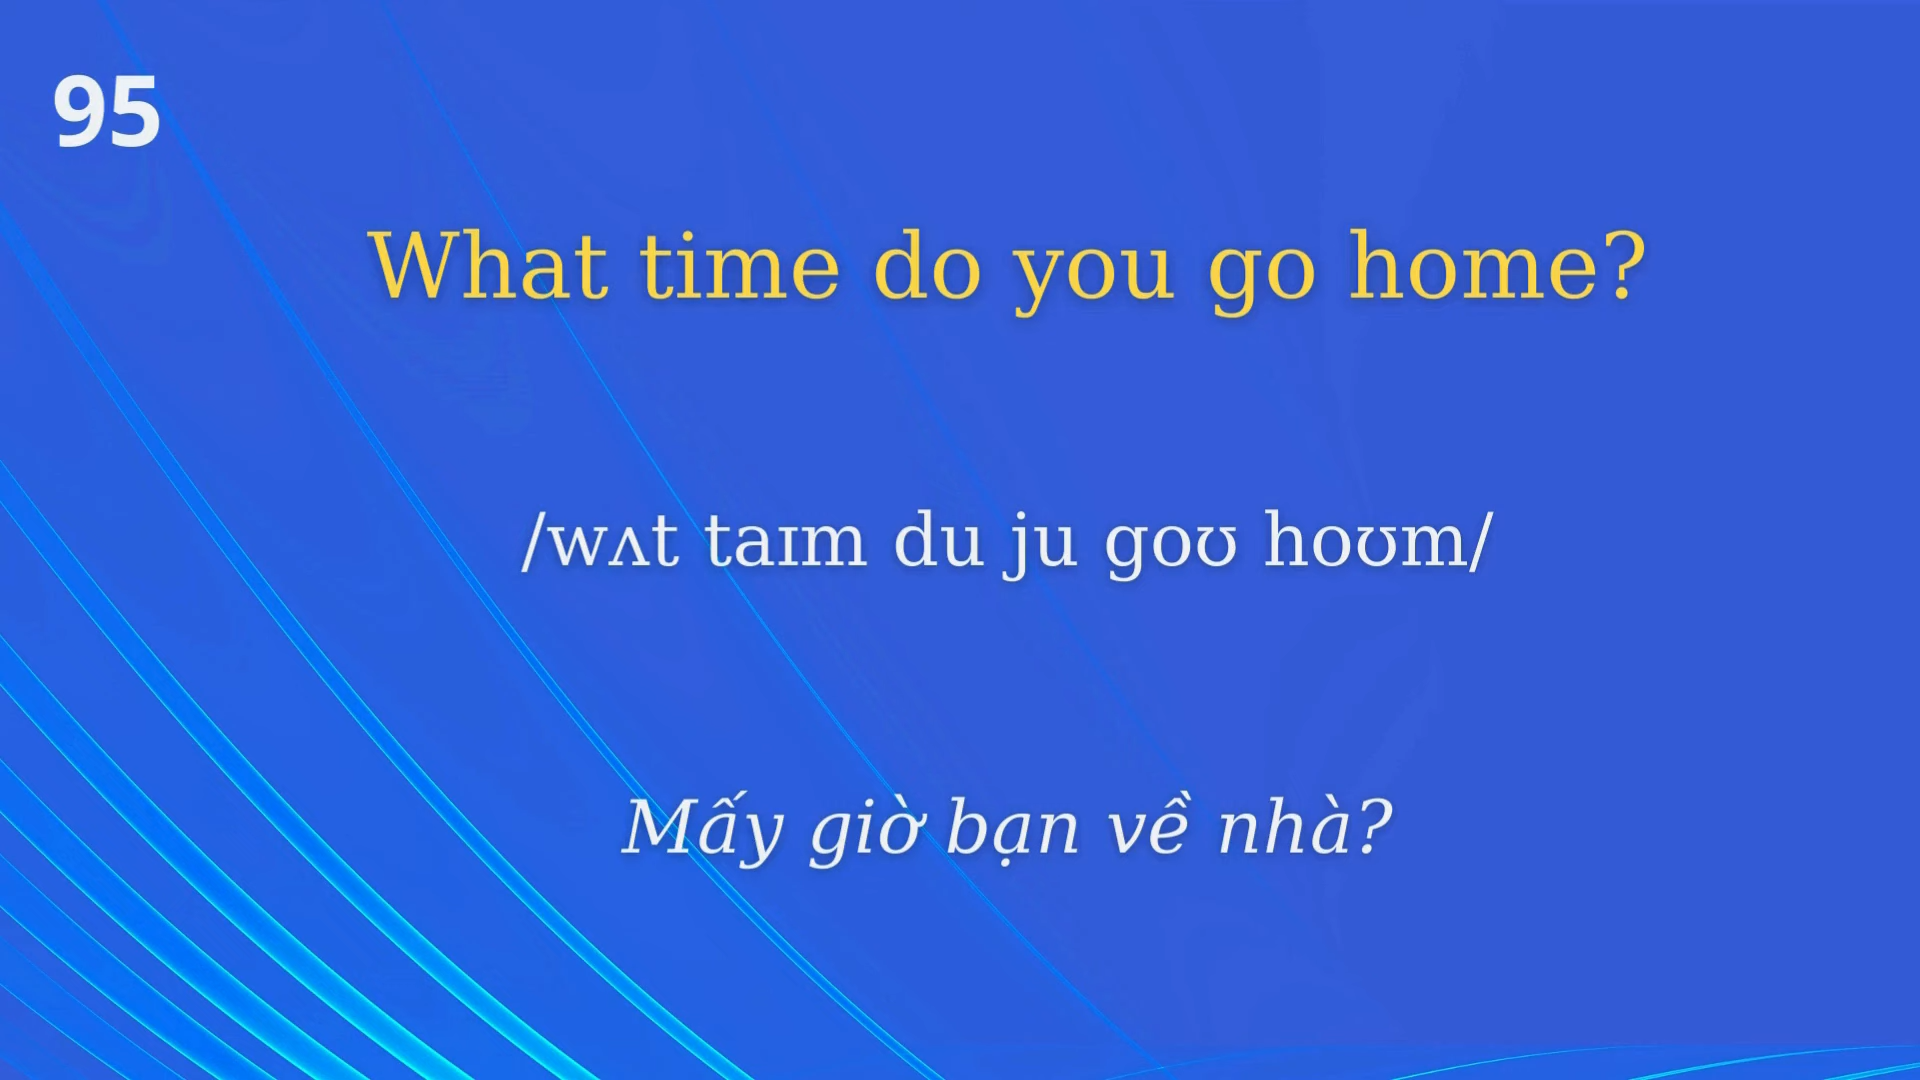 95
What time do you go home?
/wʌt taɪm du ju goʊ hoʊm/
Mấy giờ bạn về nhà?